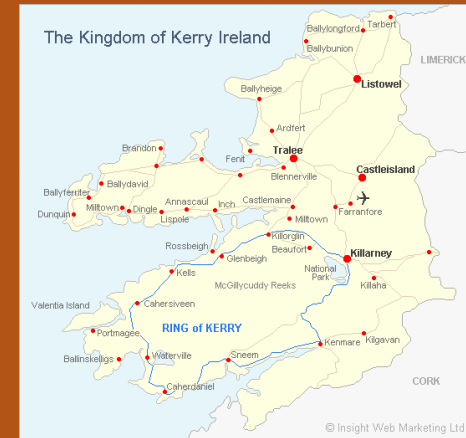 The Kingdom of Kerry Ireland
Ballylongford
Tarbert
Ballybunion
LIMERICK
Listowel
Ballyheige
Ardfert
Tralee
Brandon
Fenit
Blennerville
Castleisland
Ballydavid
Ballyferriter
Annascaul
Castlemaine
Miltown
Dingle
Inch
Farranfore
Dunquin
Lispole
Milltown
Killorglin
Rossbeigh
Beaufort
Killarney
Glenbeigh
National
Park
Kells
McGillycuddy Reeks
Killaha
Valentia Island
Cahersiveen
RING of KERRY
Portmagee
Kilgavan
Kenmare
Ballinskelligs
Waterville
Sneem
Caherdaniel
CORK
© Insight Web Marketing Ltd